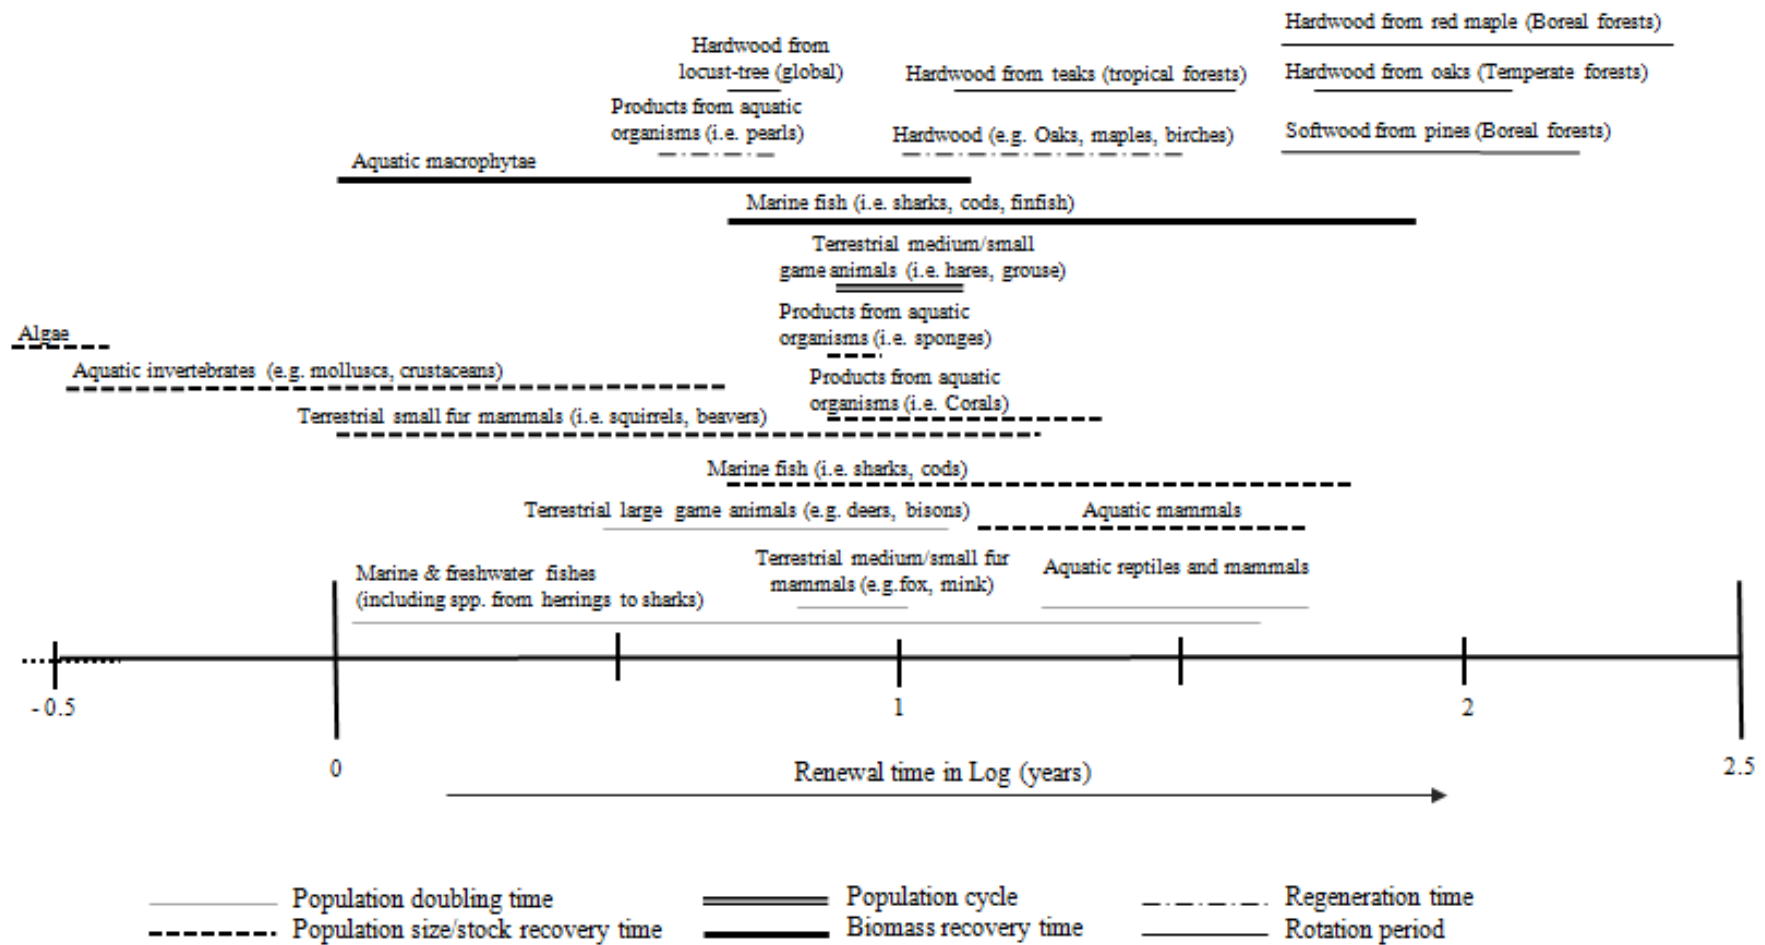 Hardwood from red maple (Boreal forests)
Hardwood from
locust-tree (global)
Hardwood from teaks (tropical forests)
Hardwood from oaks (Temperate forests)
Products from aquatic
organisms (i.e. pearls)
Hardwood (e.g. Oaks, maples, birches)
Softwood from pines (Boreal forests)
Aquatic macrophytae
Marine fish (i.e. sharks, cods, finfish)
Terrestrial medium/small
game animals (i.e. hares, grouse)
Products from aquatic
organisms (i.e. sponges)
Algae
Aquatic invertebrates (e.g. molluscs, crustaceans)
Products from aquatic
organisms (i.e. Corals)
Terrestrial small fur mammals (i.e. squirrels, beavers)
Marine fish (i.e. sharks, cods)
Terrestrial large game animals (e.g. deers, bisons)
Aquatic mammals
Marine & freshwater fishes
(including spp. from herrings to sharks)
Terrestrial medium/small fur
mammals (e.g.fox, mink)
Aquatic reptiles and mammals
- 0.5
1
2
0
2.5
Renewal time in Log (years)
Population doubling time
Population cycle
Regeneration time
Population size/stock recovery time
Biomass recovery time
Rotation period